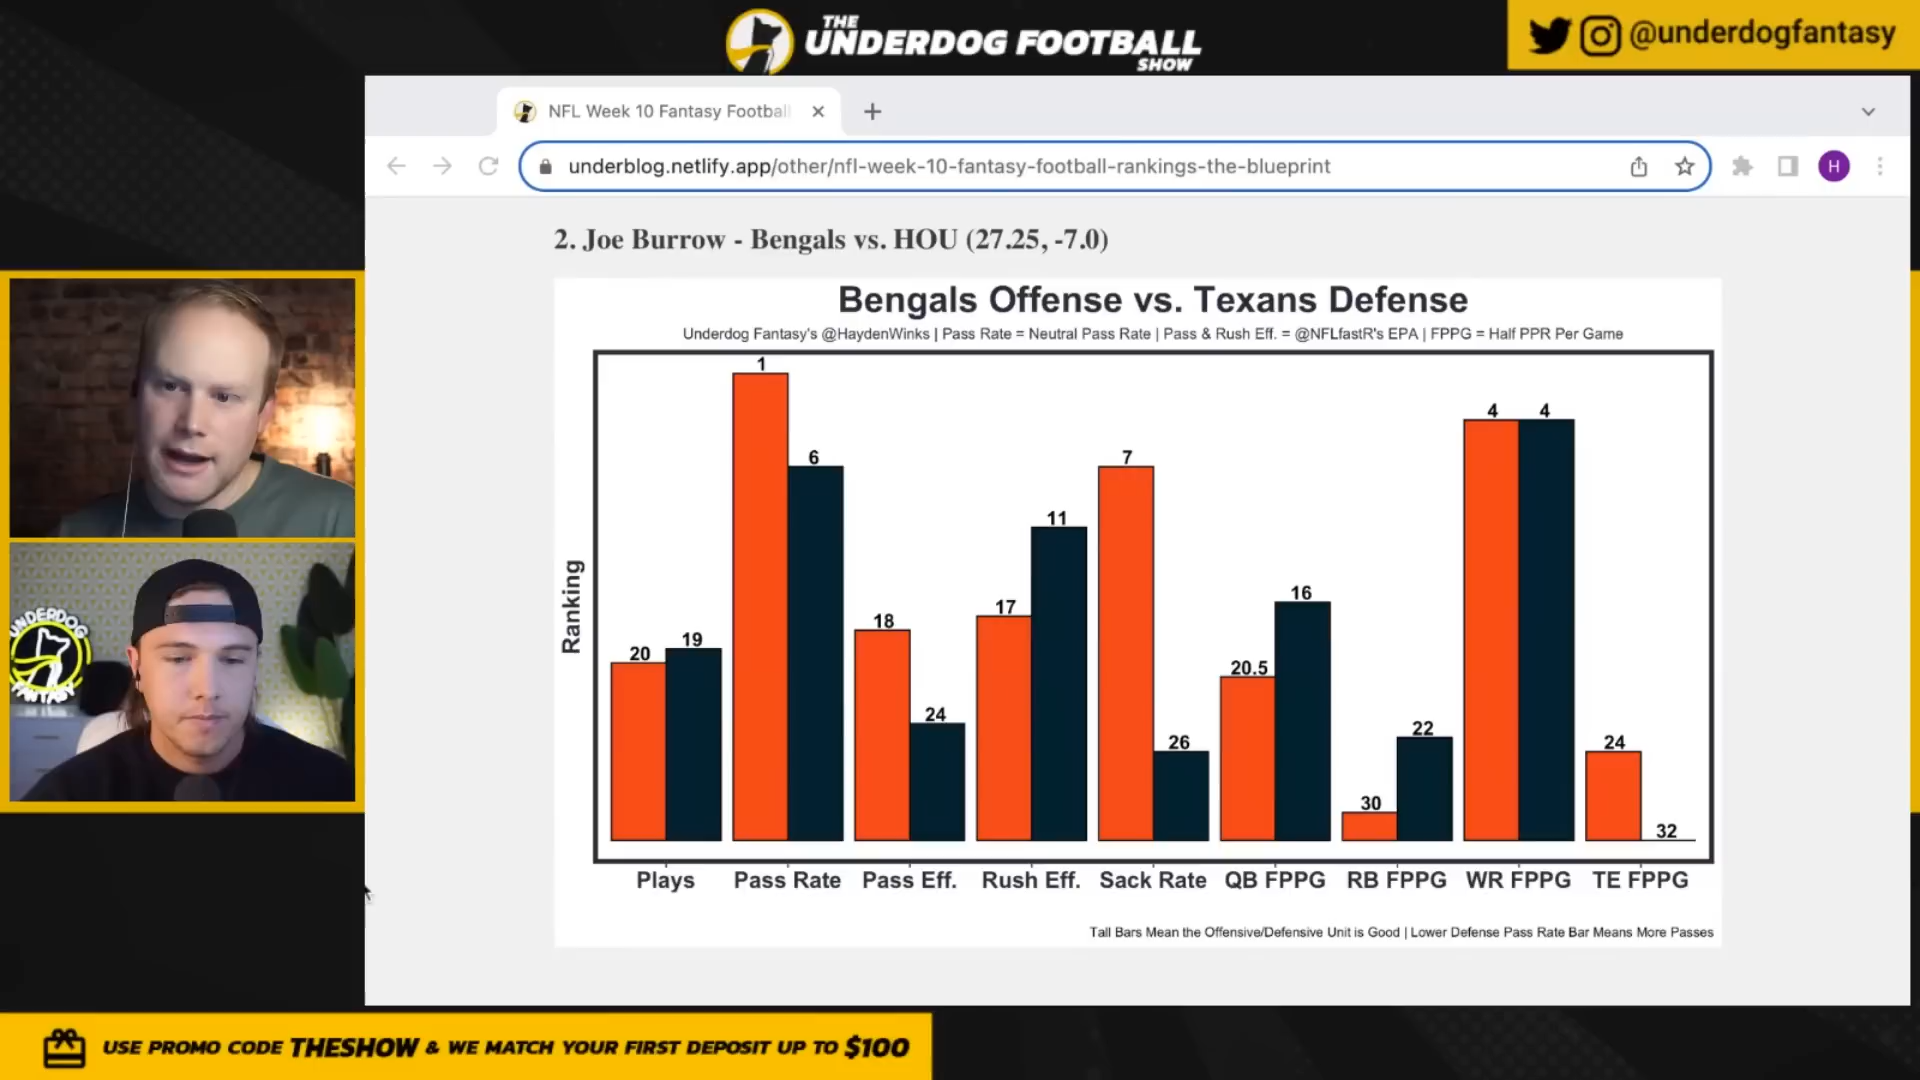 THE
UNDERDOG FOOTBALL
SHOW
@underdogfantasy
NFL Week 10 Fantasy Football
underblog.netlify.app/other/nfl-week-10-fantasy-football-rankings-the-blueprint
H
2. Joe Burrow - Bengals vs. HOU (27.25, -7.0)
Bengals Offense vs. Texans Defense
Underdog Fantasy's @HaydenWinks | Pass Rate = Neutral Pass Rate | Pass & Rush Eff. = @NFLfastR's EPA | FPPG = Half PPR Per Game
Ranking
20 19 1 6 18 24 17 11 7 26 20.5 16 30 22 4 4 24 32
Plays Pass Rate Pass Eff. Rush Eff. Sack Rate QB FPPG RB FPPG WR FPPG TE FPPG
Tall Bars Mean the Offensive/Defensive Unit is Good | Lower Defense Pass Rate Bar Means More Passes
UNDERDOG
FANTASY
USE PROMO CODE THESHOW & WE MATCH YOUR FIRST DEPOSIT UP TO $100